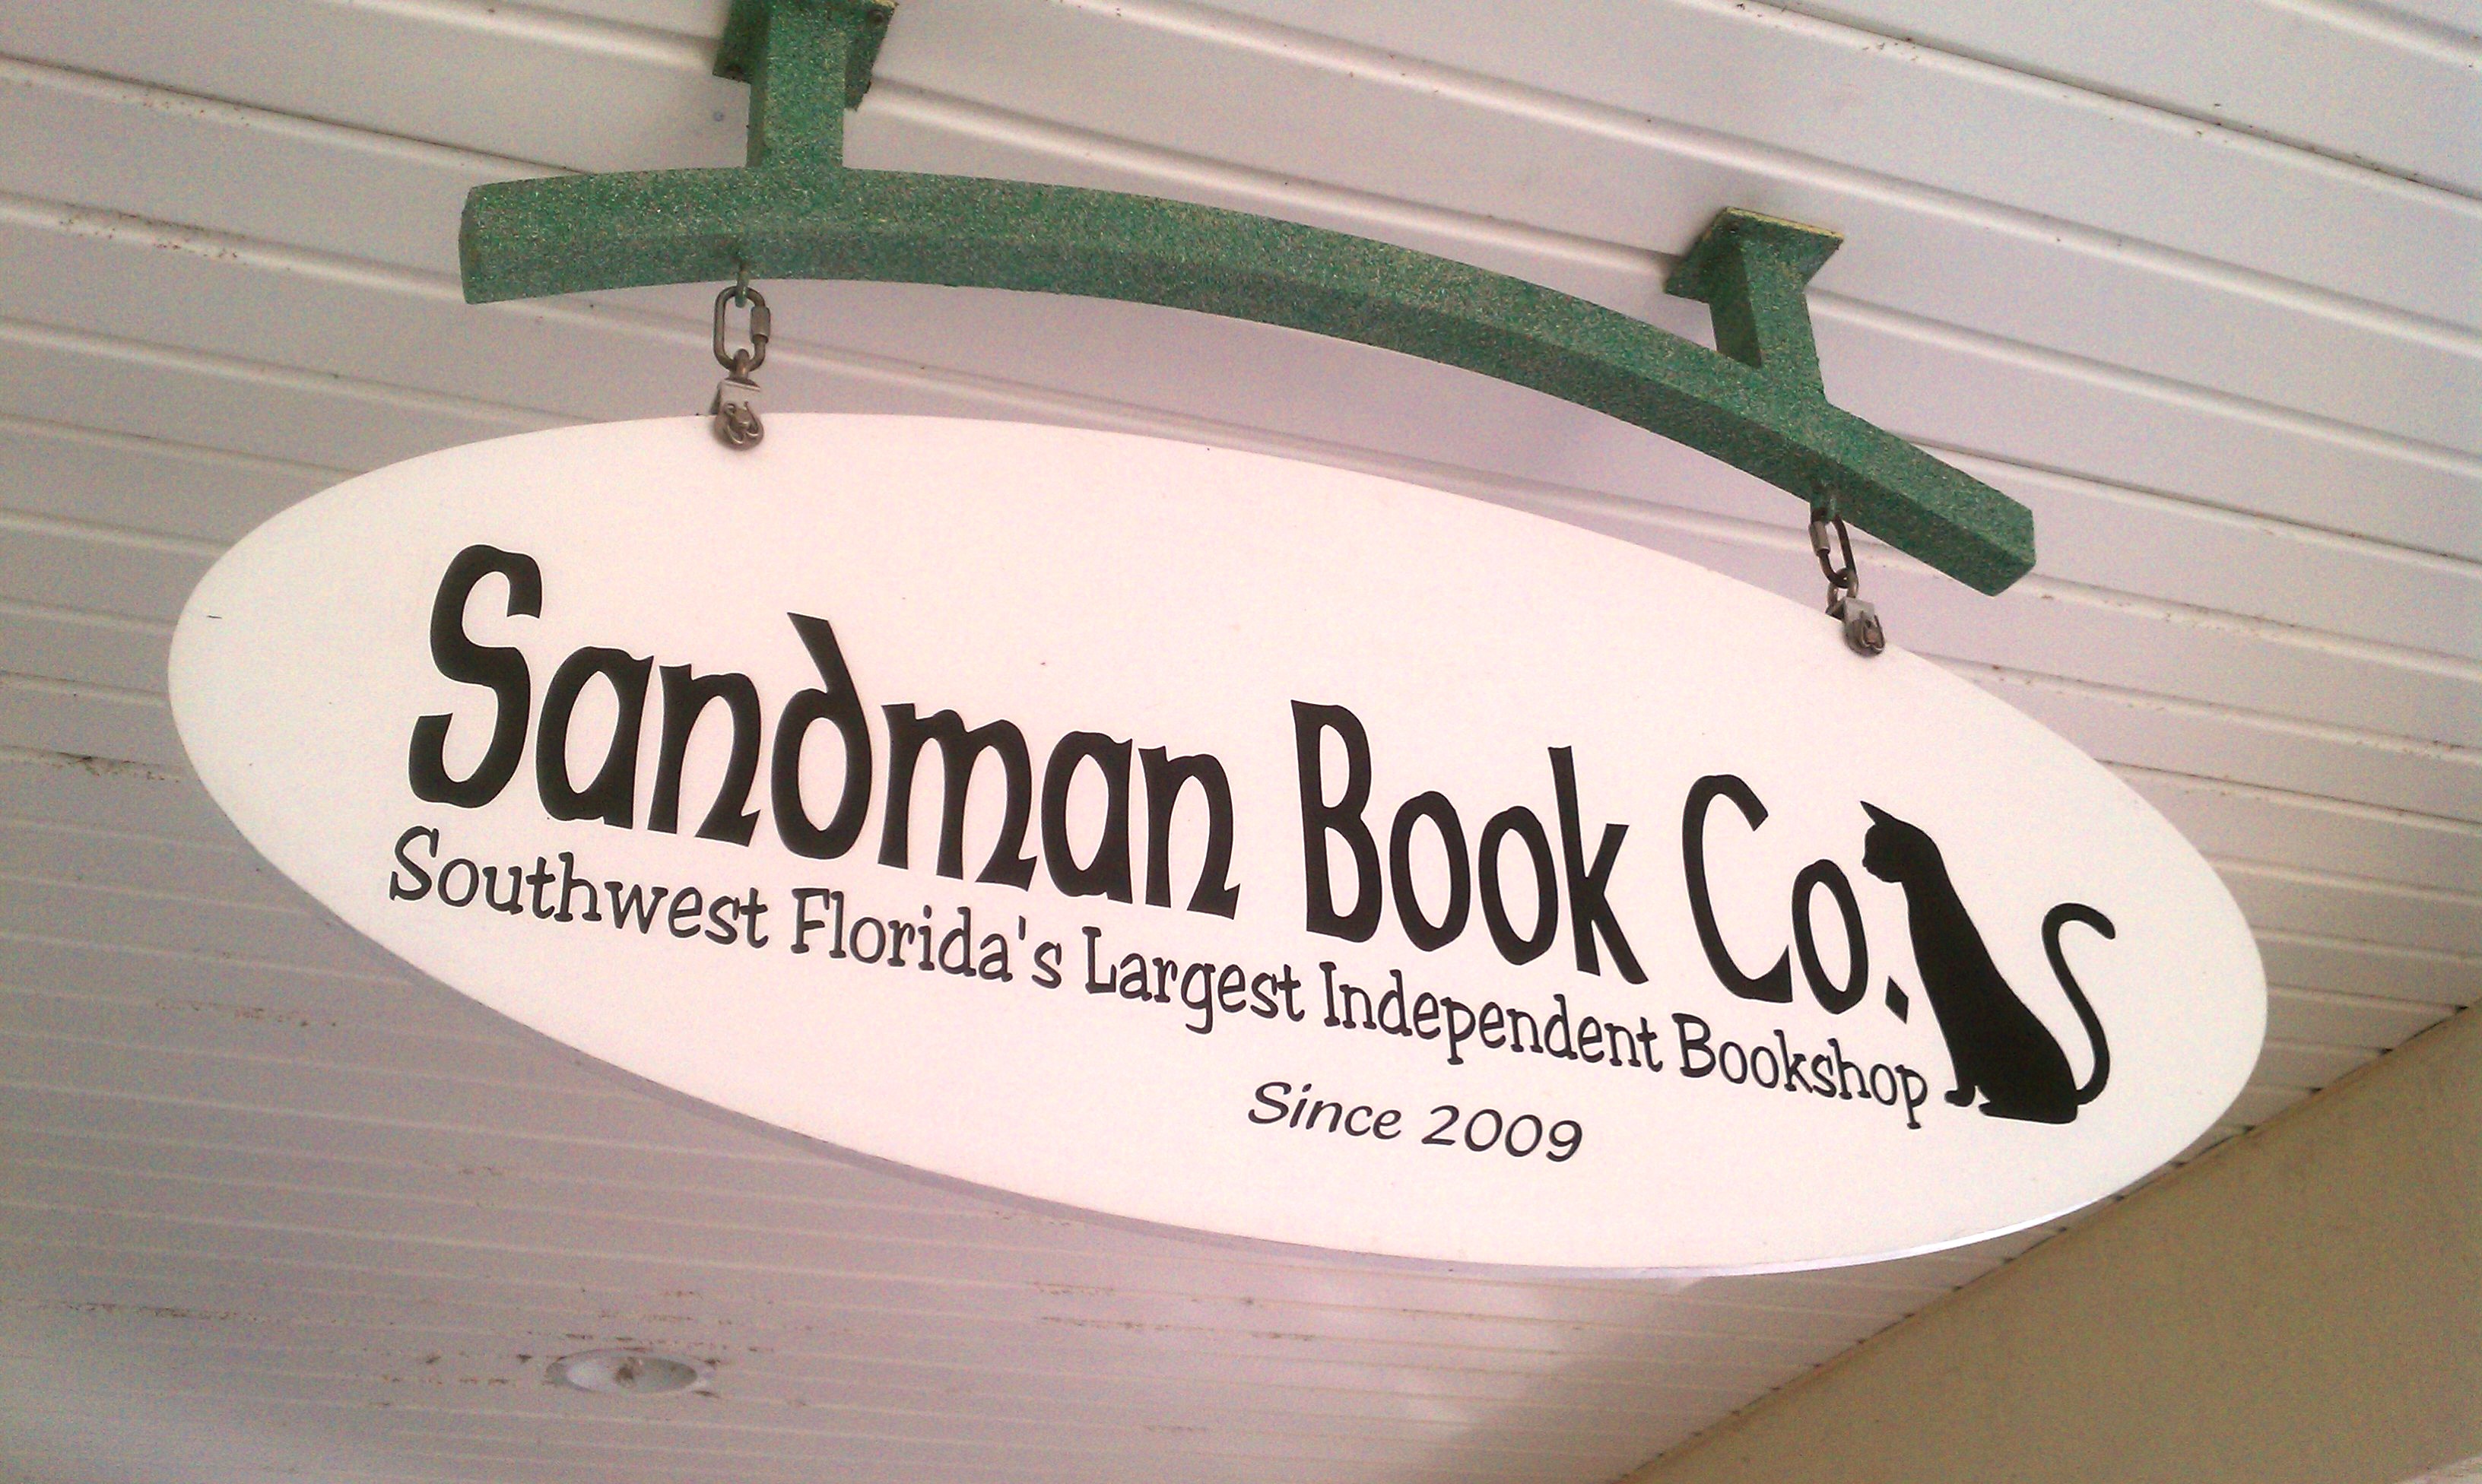 Sandman Book Co.
Southwest Florida's Largest Independent Bookshop
Since 2009